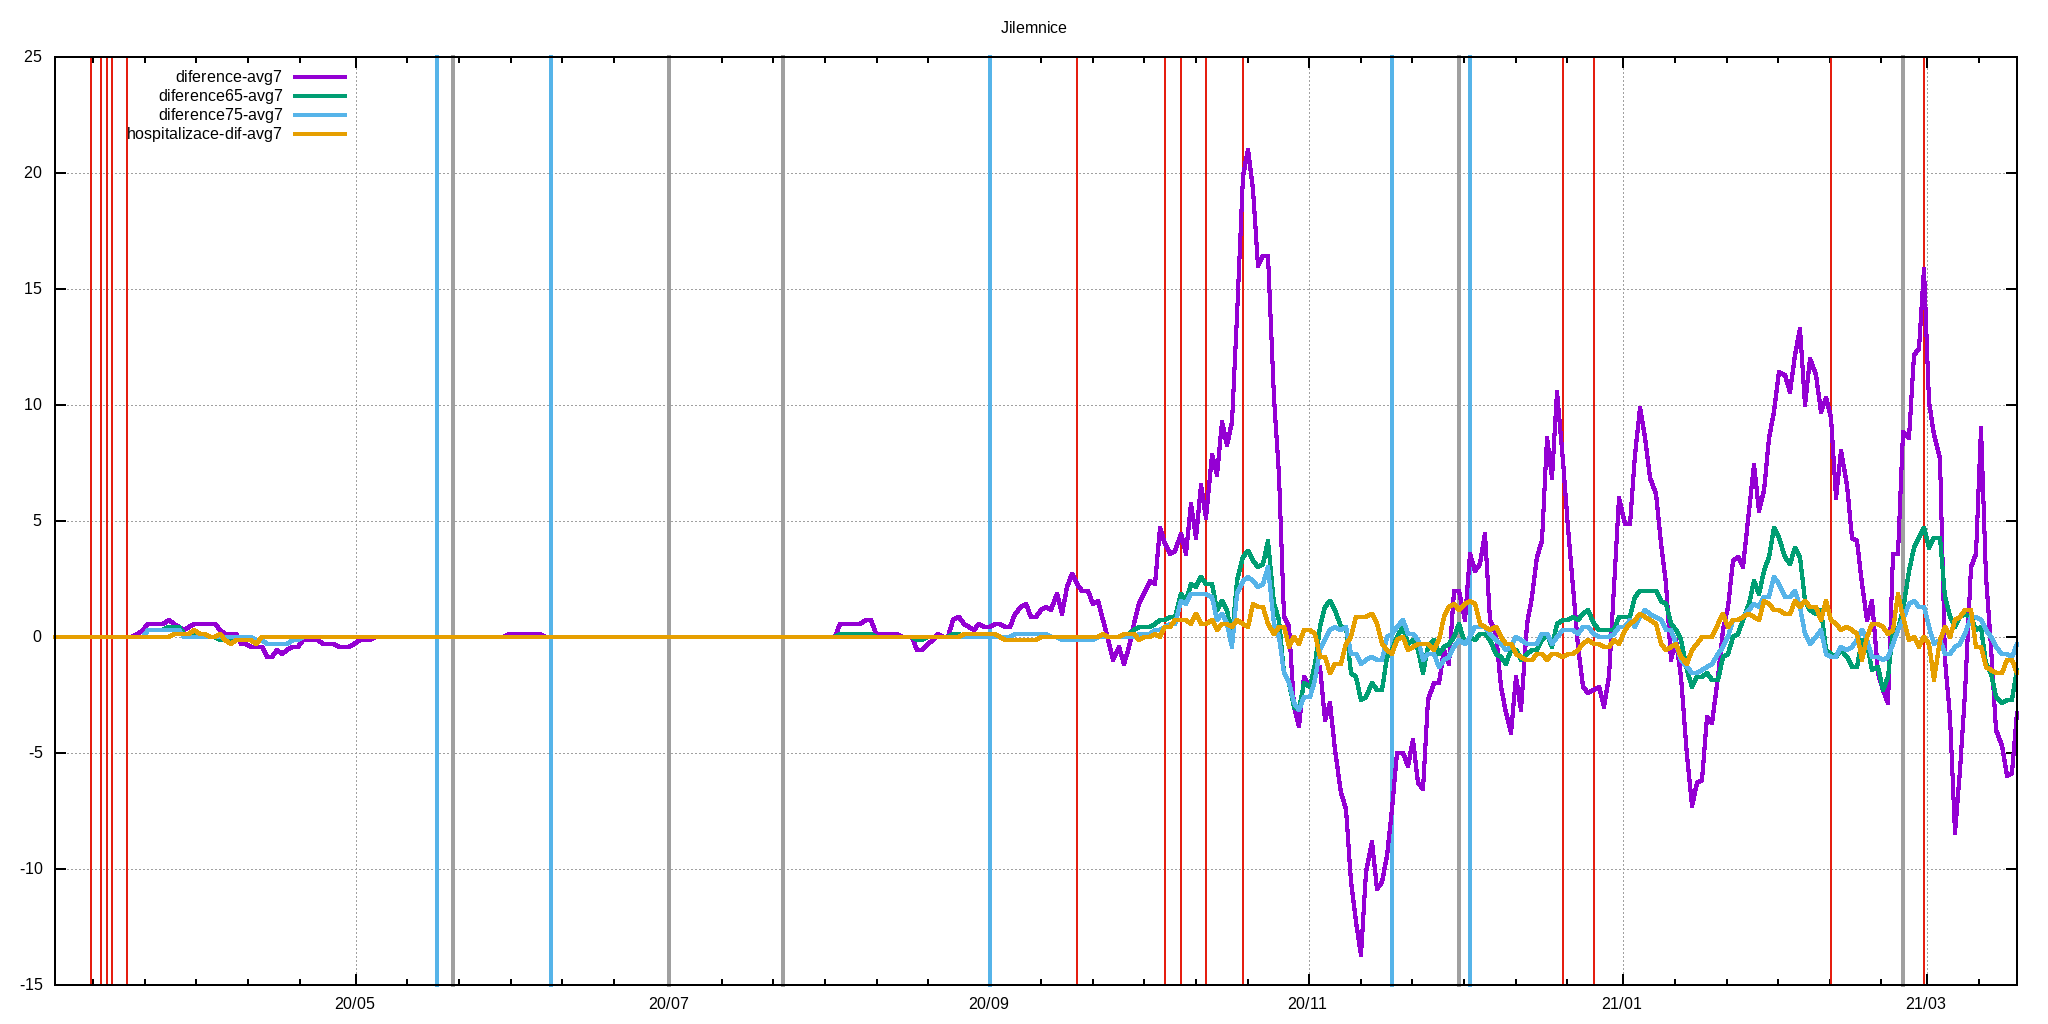 Jilemnice
25
diference-avg7
diference65-avg7
diference75-avg7
hospitalizace-dif-avg7
20
15
10
5
0
-5
-10
-15
20/05 20/07 20/09 20/11 21/01 21/03